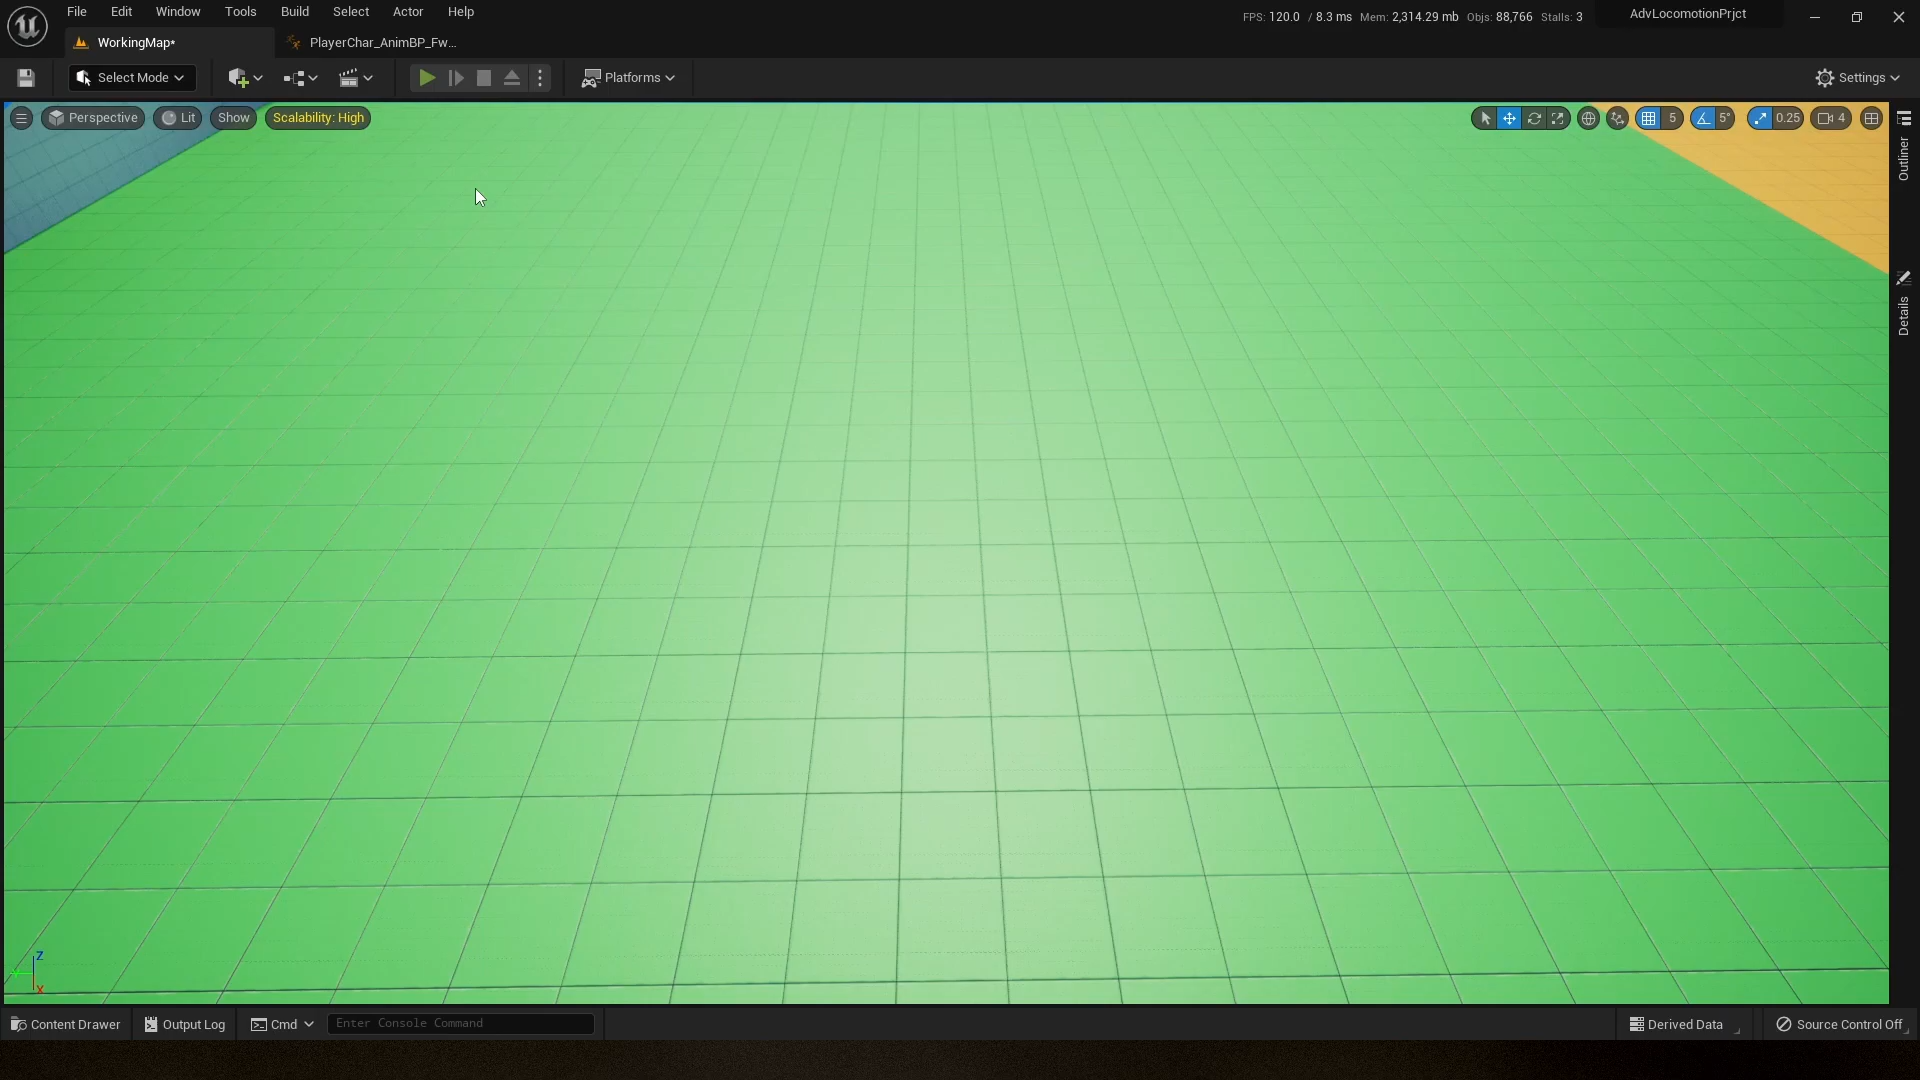 File Edit Window Tools Build Select Actor Help
FPS: 120.0 / 8.3 ms Mem: 2,314.29 mb Objs: 88,766 Stalls: 3
AdvLocomotionPrjct
WorkingMap*
PlayerChar_AnimBP_Fw...
Select Mode
Platforms
Settings
Perspective
Lit
Show
Scalability: High
5
5°
0.25
4
Outliner
Details
Z
Y
X
Content Drawer
Output Log
Cmd
Enter Console Command
Derived Data
Source Control Off